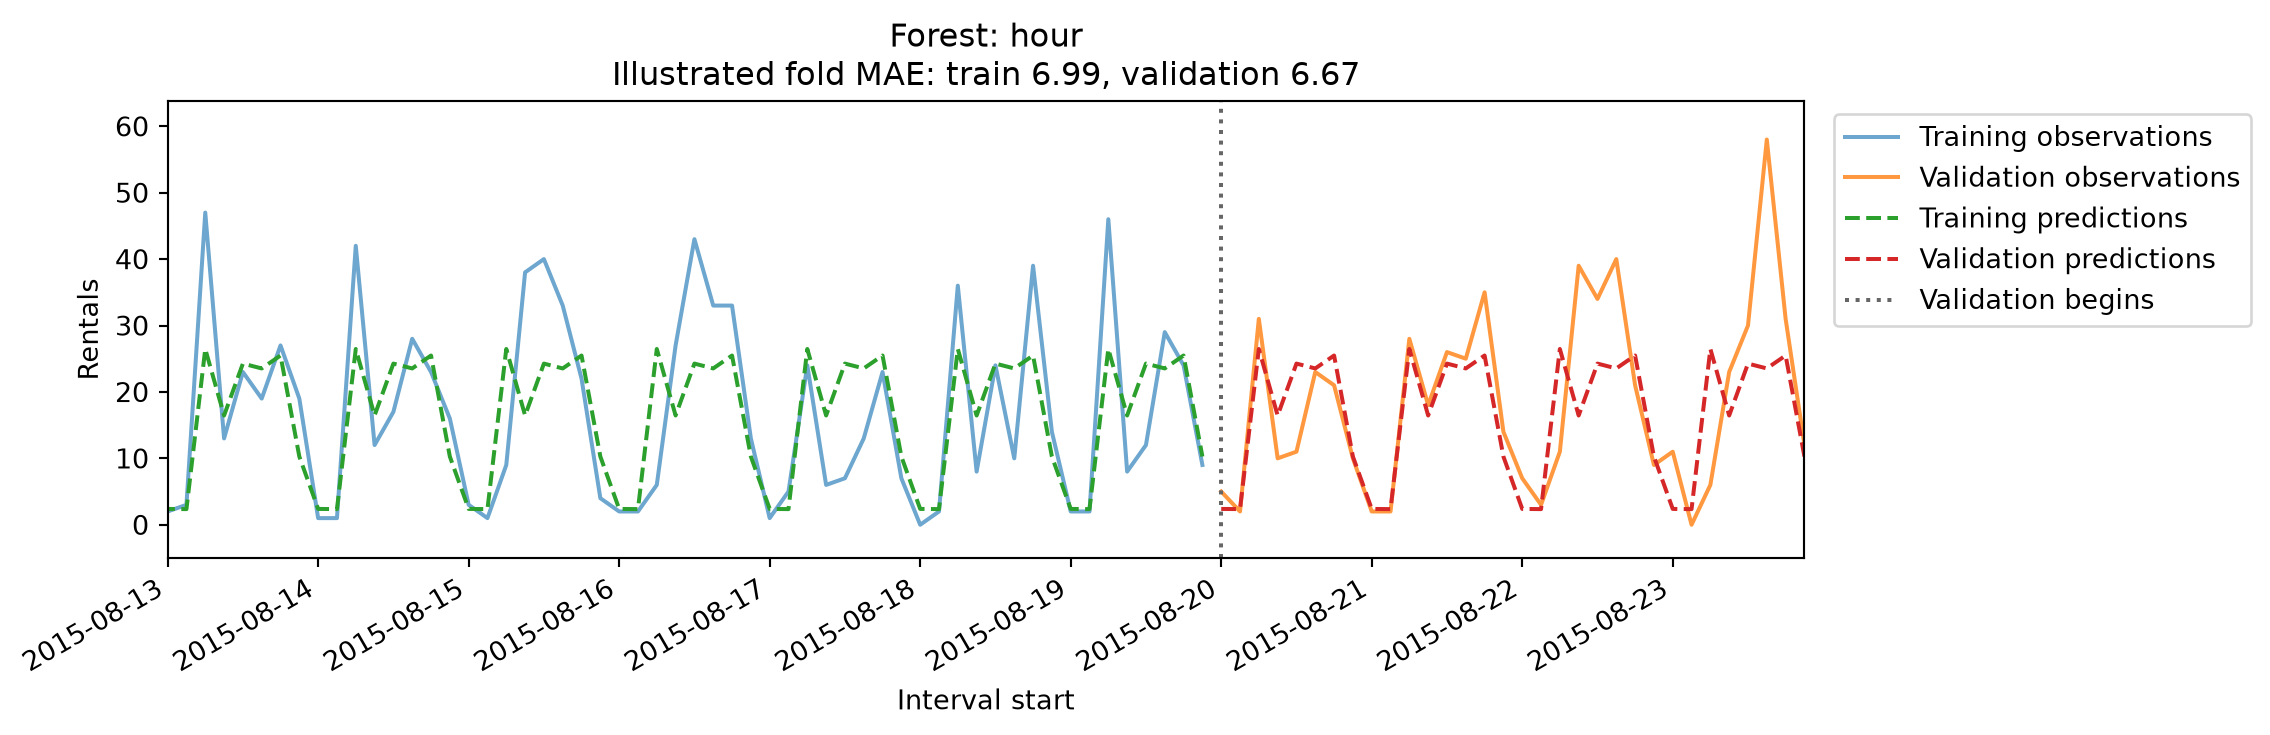 Forest: hour
Illustrated fold MAE: train 6.99, validation 6.67
Rentals
60
50
40
30
20
10
0
2015-08-13
2015-08-14
2015-08-15
2015-08-16
2015-08-17
2015-08-18
2015-08-19
2015-08-20
2015-08-21
2015-08-22
2015-08-23
Interval start
Training observations
Validation observations
Training predictions
Validation predictions
Validation begins